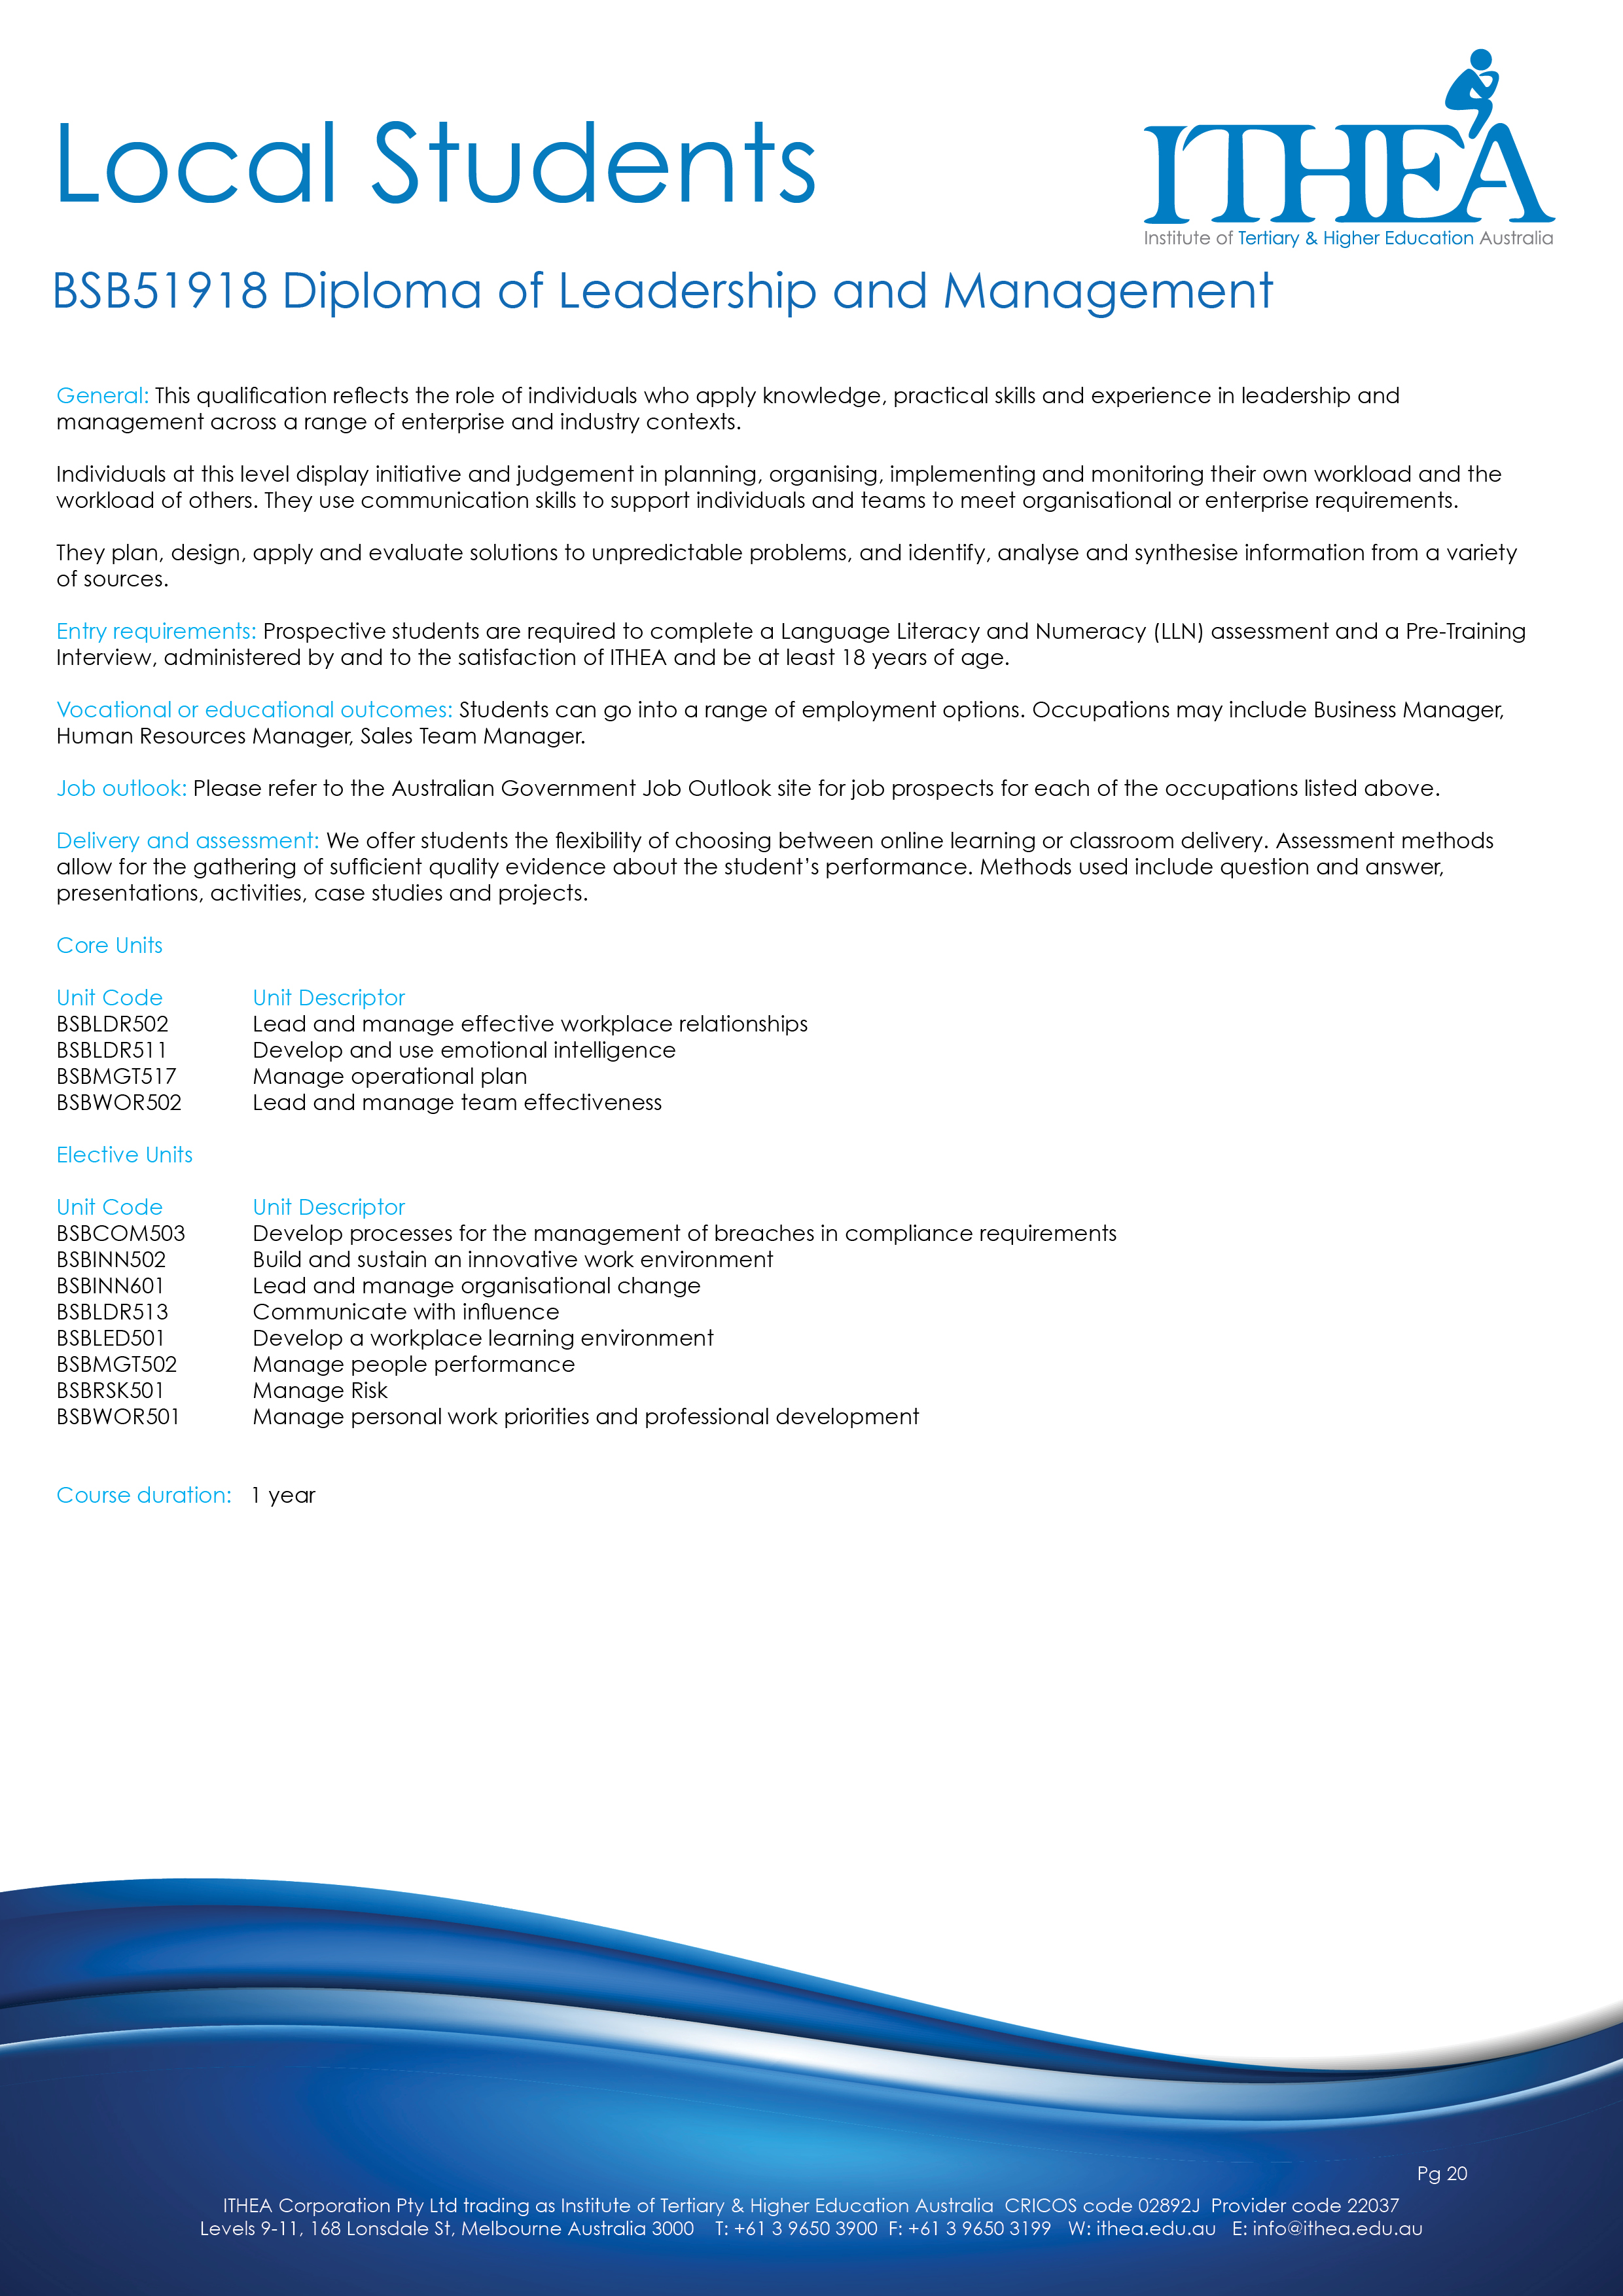 Local Students
ITHEA
Institute of Tertiary & Higher Education Australia
BSB51918 Diploma of Leadership and Management
General: This qualification reflects the role of individuals who apply knowledge, practical skills and experience in leadership and
management across a range of enterprise and industry contexts.
Individuals at this level display initiative and judgement in planning, organising, implementing and monitoring their own workload and the
workload of others. They use communication skills to support individuals and teams to meet organisational or enterprise requirements.
They plan, design, apply and evaluate solutions to unpredictable problems, and identify, analyse and synthesise information from a variety
of sources.
Entry requirements: Prospective students are required to complete a Language Literacy and Numeracy (LLN) assessment and a Pre-Training
Interview, administered by and to the satisfaction of ITHEA and be at least 18 years of age.
Vocational or educational outcomes: Students can go into a range of employment options. Occupations may include Business Manager,
Human Resources Manager, Sales Team Manager.
Job outlook: Please refer to the Australian Government Job Outlook site for job prospects for each of the occupations listed above.
Delivery and assessment: We offer students the flexibility of choosing between online learning or classroom delivery. Assessment methods
allow for the gathering of sufficient quality evidence about the student’s performance. Methods used include question and answer,
presentations, activities, case studies and projects.
Core Units
Unit Code Unit Descriptor
BSBLDR502 Lead and manage effective workplace relationships
BSBLDR511 Develop and use emotional intelligence
BSBMGT517 Manage operational plan
BSBWOR502 Lead and manage team effectiveness
Elective Units
Unit Code Unit Descriptor
BSBCOM503 Develop processes for the management of breaches in compliance requirements
BSBINN502 Build and sustain an innovative work environment
BSBINN601 Lead and manage organisational change
BSBLDR513 Communicate with influence
BSBLED501 Develop a workplace learning environment
BSBMGT502 Manage people performance
BSBRSK501 Manage Risk
BSBWOR501 Manage personal work priorities and professional development
Course duration: 1 year
Pg 20
ITHEA Corporation Pty Ltd trading as Institute of Tertiary & Higher Education Australia CRICOS code 02892J Provider code 22037
Levels 9-11, 168 Lonsdale St, Melbourne Australia 3000 T: +61 3 9650 3900 F: +61 3 9650 3199 W: ithea.edu.au E: info@ithea.edu.au